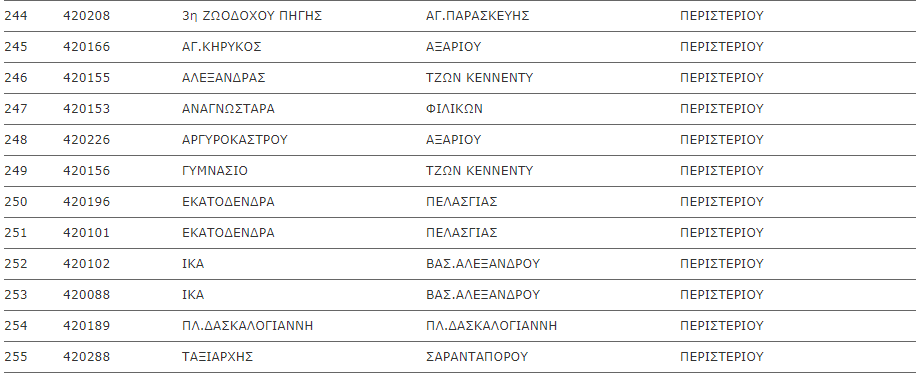 244 420208 3η ΖΩΟΔΟΧΟΥ ΠΗΓΗΣ ΑΓ.ΠΑΡΑΣΚΕΥΗΣ ΠΕΡΙΣΤΕΡΙΟΥ
245 420166 ΑΓ.ΚΗΡΥΚΟΣ ΑΞΑΡΙΟΥ ΠΕΡΙΣΤΕΡΙΟΥ
246 420155 ΑΛΕΞΑΝΔΡΑΣ ΤΖΩΝ ΚΕΝΝΕΝΤΥ ΠΕΡΙΣΤΕΡΙΟΥ
247 420153 ΑΝΑΓΝΩΣΤΑΡΑ ΦΙΛΙΚΩΝ ΠΕΡΙΣΤΕΡΙΟΥ
248 420226 ΑΡΓΥΡΟΚΑΣΤΡΟΥ ΑΞΑΡΙΟΥ ΠΕΡΙΣΤΕΡΙΟΥ
249 420156 ΓΥΜΝΑΣΙΟ ΤΖΩΝ ΚΕΝΝΕΝΤΥ ΠΕΡΙΣΤΕΡΙΟΥ
250 420196 ΕΚΑΤΟΔΕΝΔΡΑ ΠΕΛΑΣΓΙΑΣ ΠΕΡΙΣΤΕΡΙΟΥ
251 420101 ΕΚΑΤΟΔΕΝΔΡΑ ΠΕΛΑΣΓΙΑΣ ΠΕΡΙΣΤΕΡΙΟΥ
252 420102 ΙΚΑ ΒΑΣ.ΑΛΕΞΑΝΔΡΟΥ ΠΕΡΙΣΤΕΡΙΟΥ
253 420088 ΙΚΑ ΒΑΣ.ΑΛΕΞΑΝΔΡΟΥ ΠΕΡΙΣΤΕΡΙΟΥ
254 420189 ΠΛ.ΔΑΣΚΑΛΟΓΙΑΝΝΗ ΠΛ.ΔΑΣΚΑΛΟΓΙΑΝΝΗ ΠΕΡΙΣΤΕΡΙΟΥ
255 420288 ΤΑΞΙΑΡΧΗΣ ΣΑΡΑΝΤΑΠΟΡΟΥ ΠΕΡΙΣΤΕΡΙΟΥ